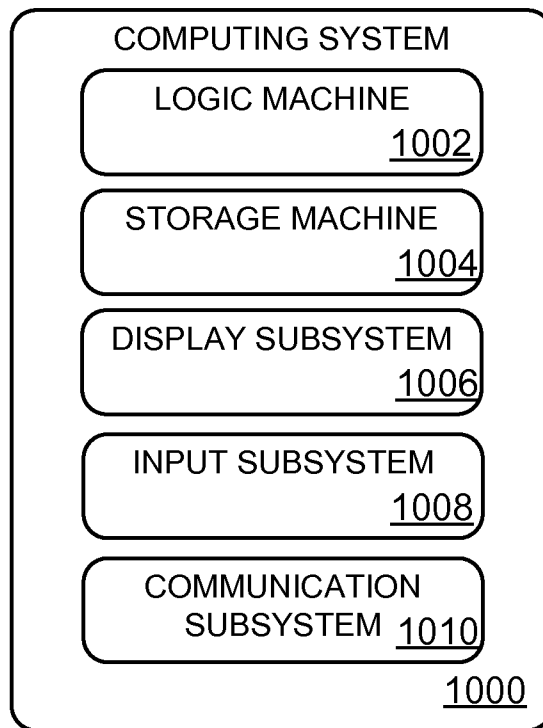 COMPUTING SYSTEM
LOGIC MACHINE
1002
STORAGE MACHINE
1004
DISPLAY SUBSYSTEM
1006
INPUT SUBSYSTEM
1008
COMMUNICATION
SUBSYSTEM 1010
1000